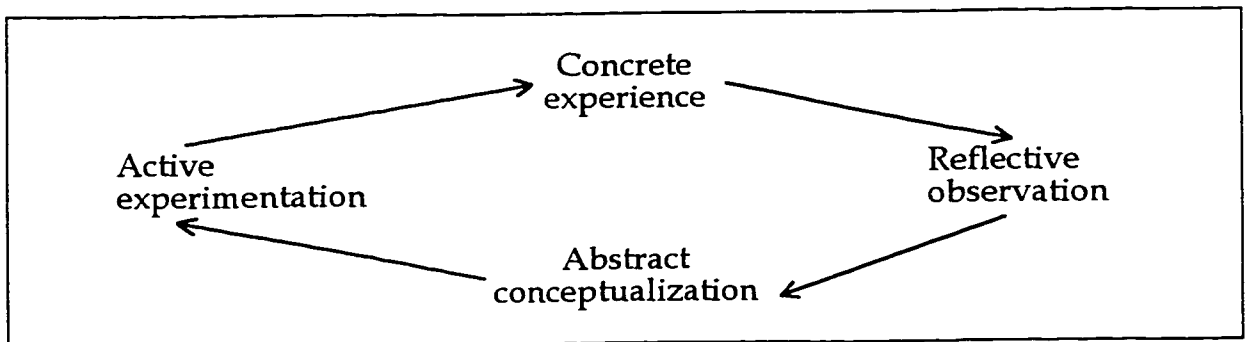 Concrete
experience
Reflective
observation
Abstract
conceptualization
Active
experimentation